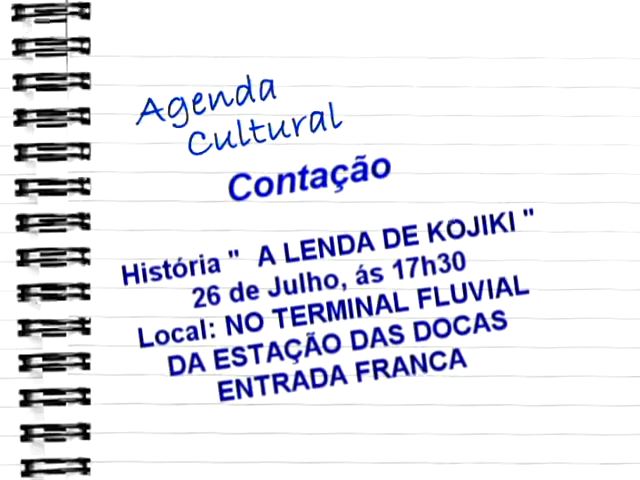 Agenda
Cultural
Contação
História " A LENDA DE KOJIKI "
26 de Julho, ás 17h30
Local: NO TERMINAL FLUVIAL
DA ESTAÇÃO DAS DOCAS
ENTRADA FRANCA